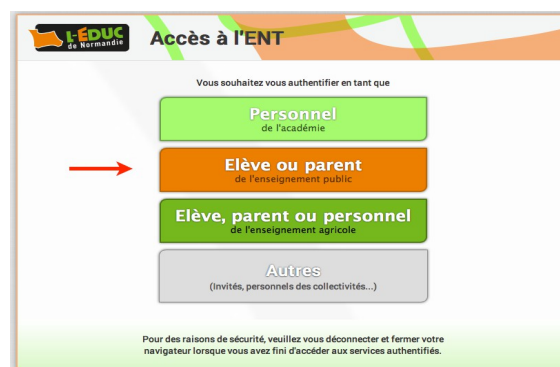 L-ÉDUC
de Normandie
Accès à l'ENT
Vous souhaitez vous authentifier en tant que
Personnel
de l'académie
Elève ou parent
de l'enseignement public
Elève, parent ou personnel
de l'enseignement agricole
Autres
(Invités, personnels des collectivités...)
Pour des raisons de sécurité, veuillez vous déconnecter et fermer votre
navigateur lorsque vous avez fini d'accéder aux services authentifiés.